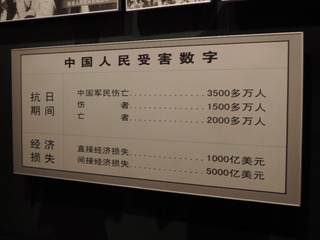 中国人民受害数字
抗日期间
中国军民伤亡....................3500多万人
伤 者....................1500多万人
亡 者....................2000多万人
经济损失
直接经济损失....................1000亿美元
间接经济损失....................5000亿美元